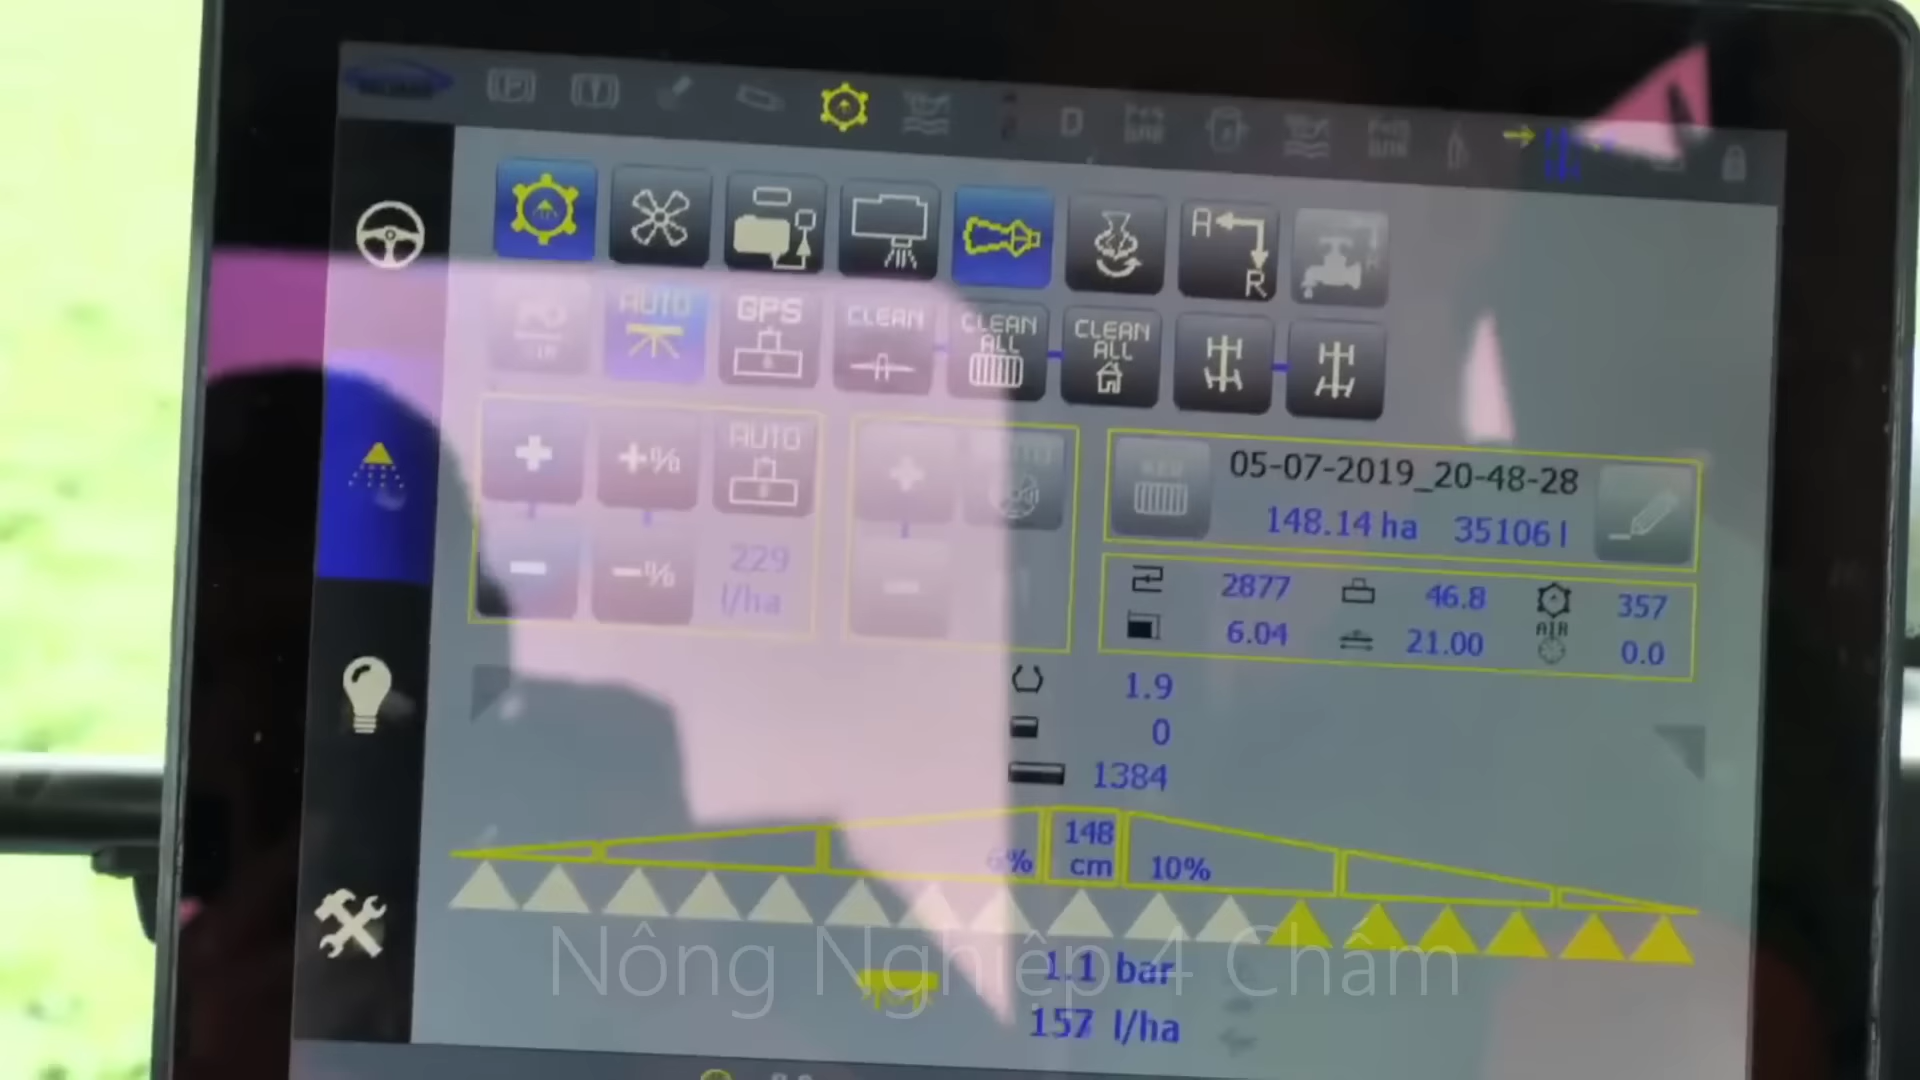 D
A
R
AUTO
GPS
CLEAN
CLEAN
ALL
CLEAN
ALL
+ +% AUTO
- -% 229
l/ha
05-07-2019_20-48-28
148.14 ha 35106 l
2877 46.8 357
AIR
6.04 21.00 0.0
1.9
0
1384
6% 148
cm 10%
1.1 bar
157 l/ha
Nông Nghiệp 4 Chấm